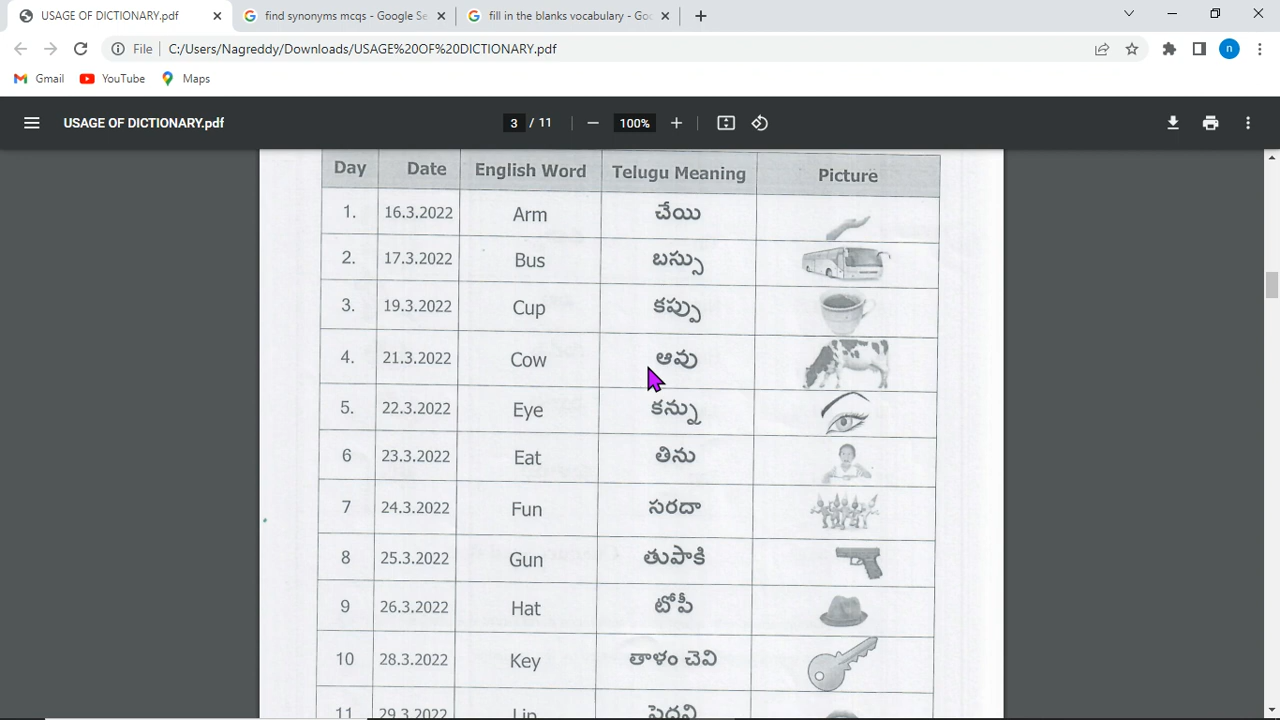 USAGE OF DICTIONARY.pdf
find synonyms mcqs - Google Se
fill in the blanks vocabulary - Goo
File C:/Users/Nagreddy/Downloads/USAGE%20OF%20DICTIONARY.pdf
n
Gmail YouTube Maps
USAGE OF DICTIONARY.pdf 3 / 11 100%
Day Date English Word Telugu Meaning Picture
1. 16.3.2022 Arm చేయి
2. 17.3.2022 Bus బస్సు
3. 19.3.2022 Cup కప్పు
4. 21.3.2022 Cow ఆవు
5. 22.3.2022 Eye కన్ను
6 23.3.2022 Eat తిను
7 24.3.2022 Fun సరదా
8 25.3.2022 Gun తుపాకి
9 26.3.2022 Hat టోపీ
10 28.3.2022 Key తాళం చెవి
11 29.3.2022 Lip పెదవి